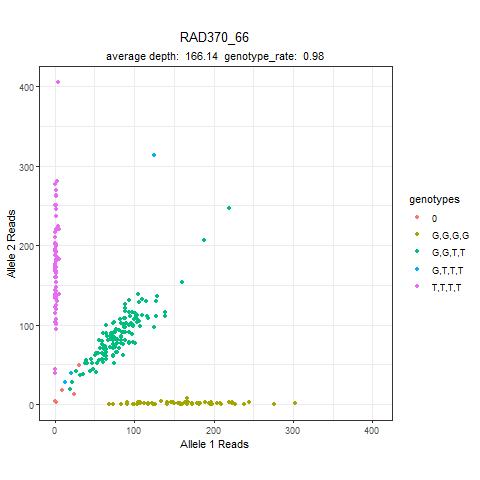 RAD370_66
average depth:  166.14  genotype_rate:  0.98
400
300
200
100
0
Allele 2 Reads
0 100 200 300 400
Allele 1 Reads
genotypes
0
G,G,G,G
G,G,T,T
G,T,T,T
T,T,T,T